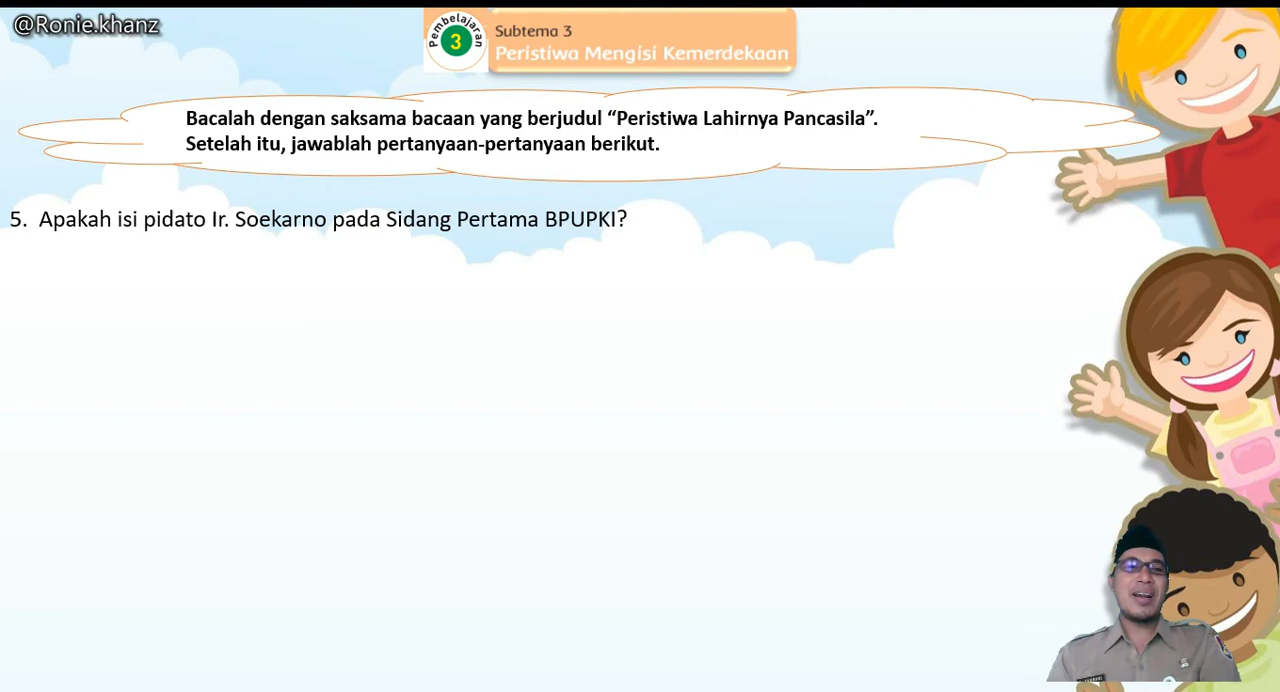 @Ronie.khanz
Pembelajaran
3
Subtema 3
Peristiwa Mengisi Kemerdekaan
Bacalah dengan saksama bacaan yang berjudul “Peristiwa Lahirnya Pancasila”.
Setelah itu, jawablah pertanyaan-pertanyaan berikut.
5. Apakah isi pidato Ir. Soekarno pada Sidang Pertama BPUPKI?